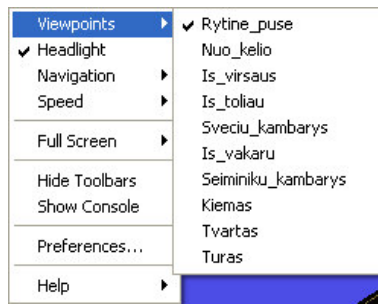 Viewpoints
Headlight
Navigation
Speed
Full Screen
Hide Toolbars
Show Console
Preferences...
Help
Rytine_puse
Nuo_kelio
Is_virsaus
Is_toliau
Sveciu_kambarys
Is_vakaru
Seiminiku_kambarys
Kiemas
Tvartas
Turas